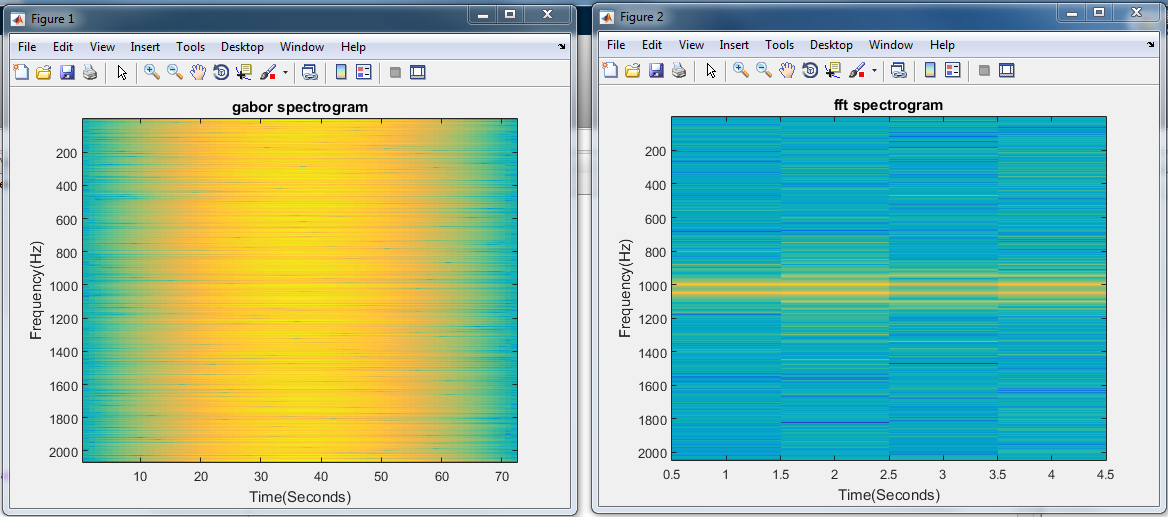 Figure 1
File Edit View Insert Tools Desktop Window Help
gabor spectrogram
Frequency(Hz)
200
400
600
800
1000
1200
1400
1600
1800
2000
10 20 30 40 50 60 70
Time(Seconds)
Figure 2
File Edit View Insert Tools Desktop Window Help
fft spectrogram
Frequency(Hz)
200
400
600
800
1000
1200
1400
1600
1800
2000
0.5 1 1.5 2 2.5 3 3.5 4 4.5
Time(Seconds)